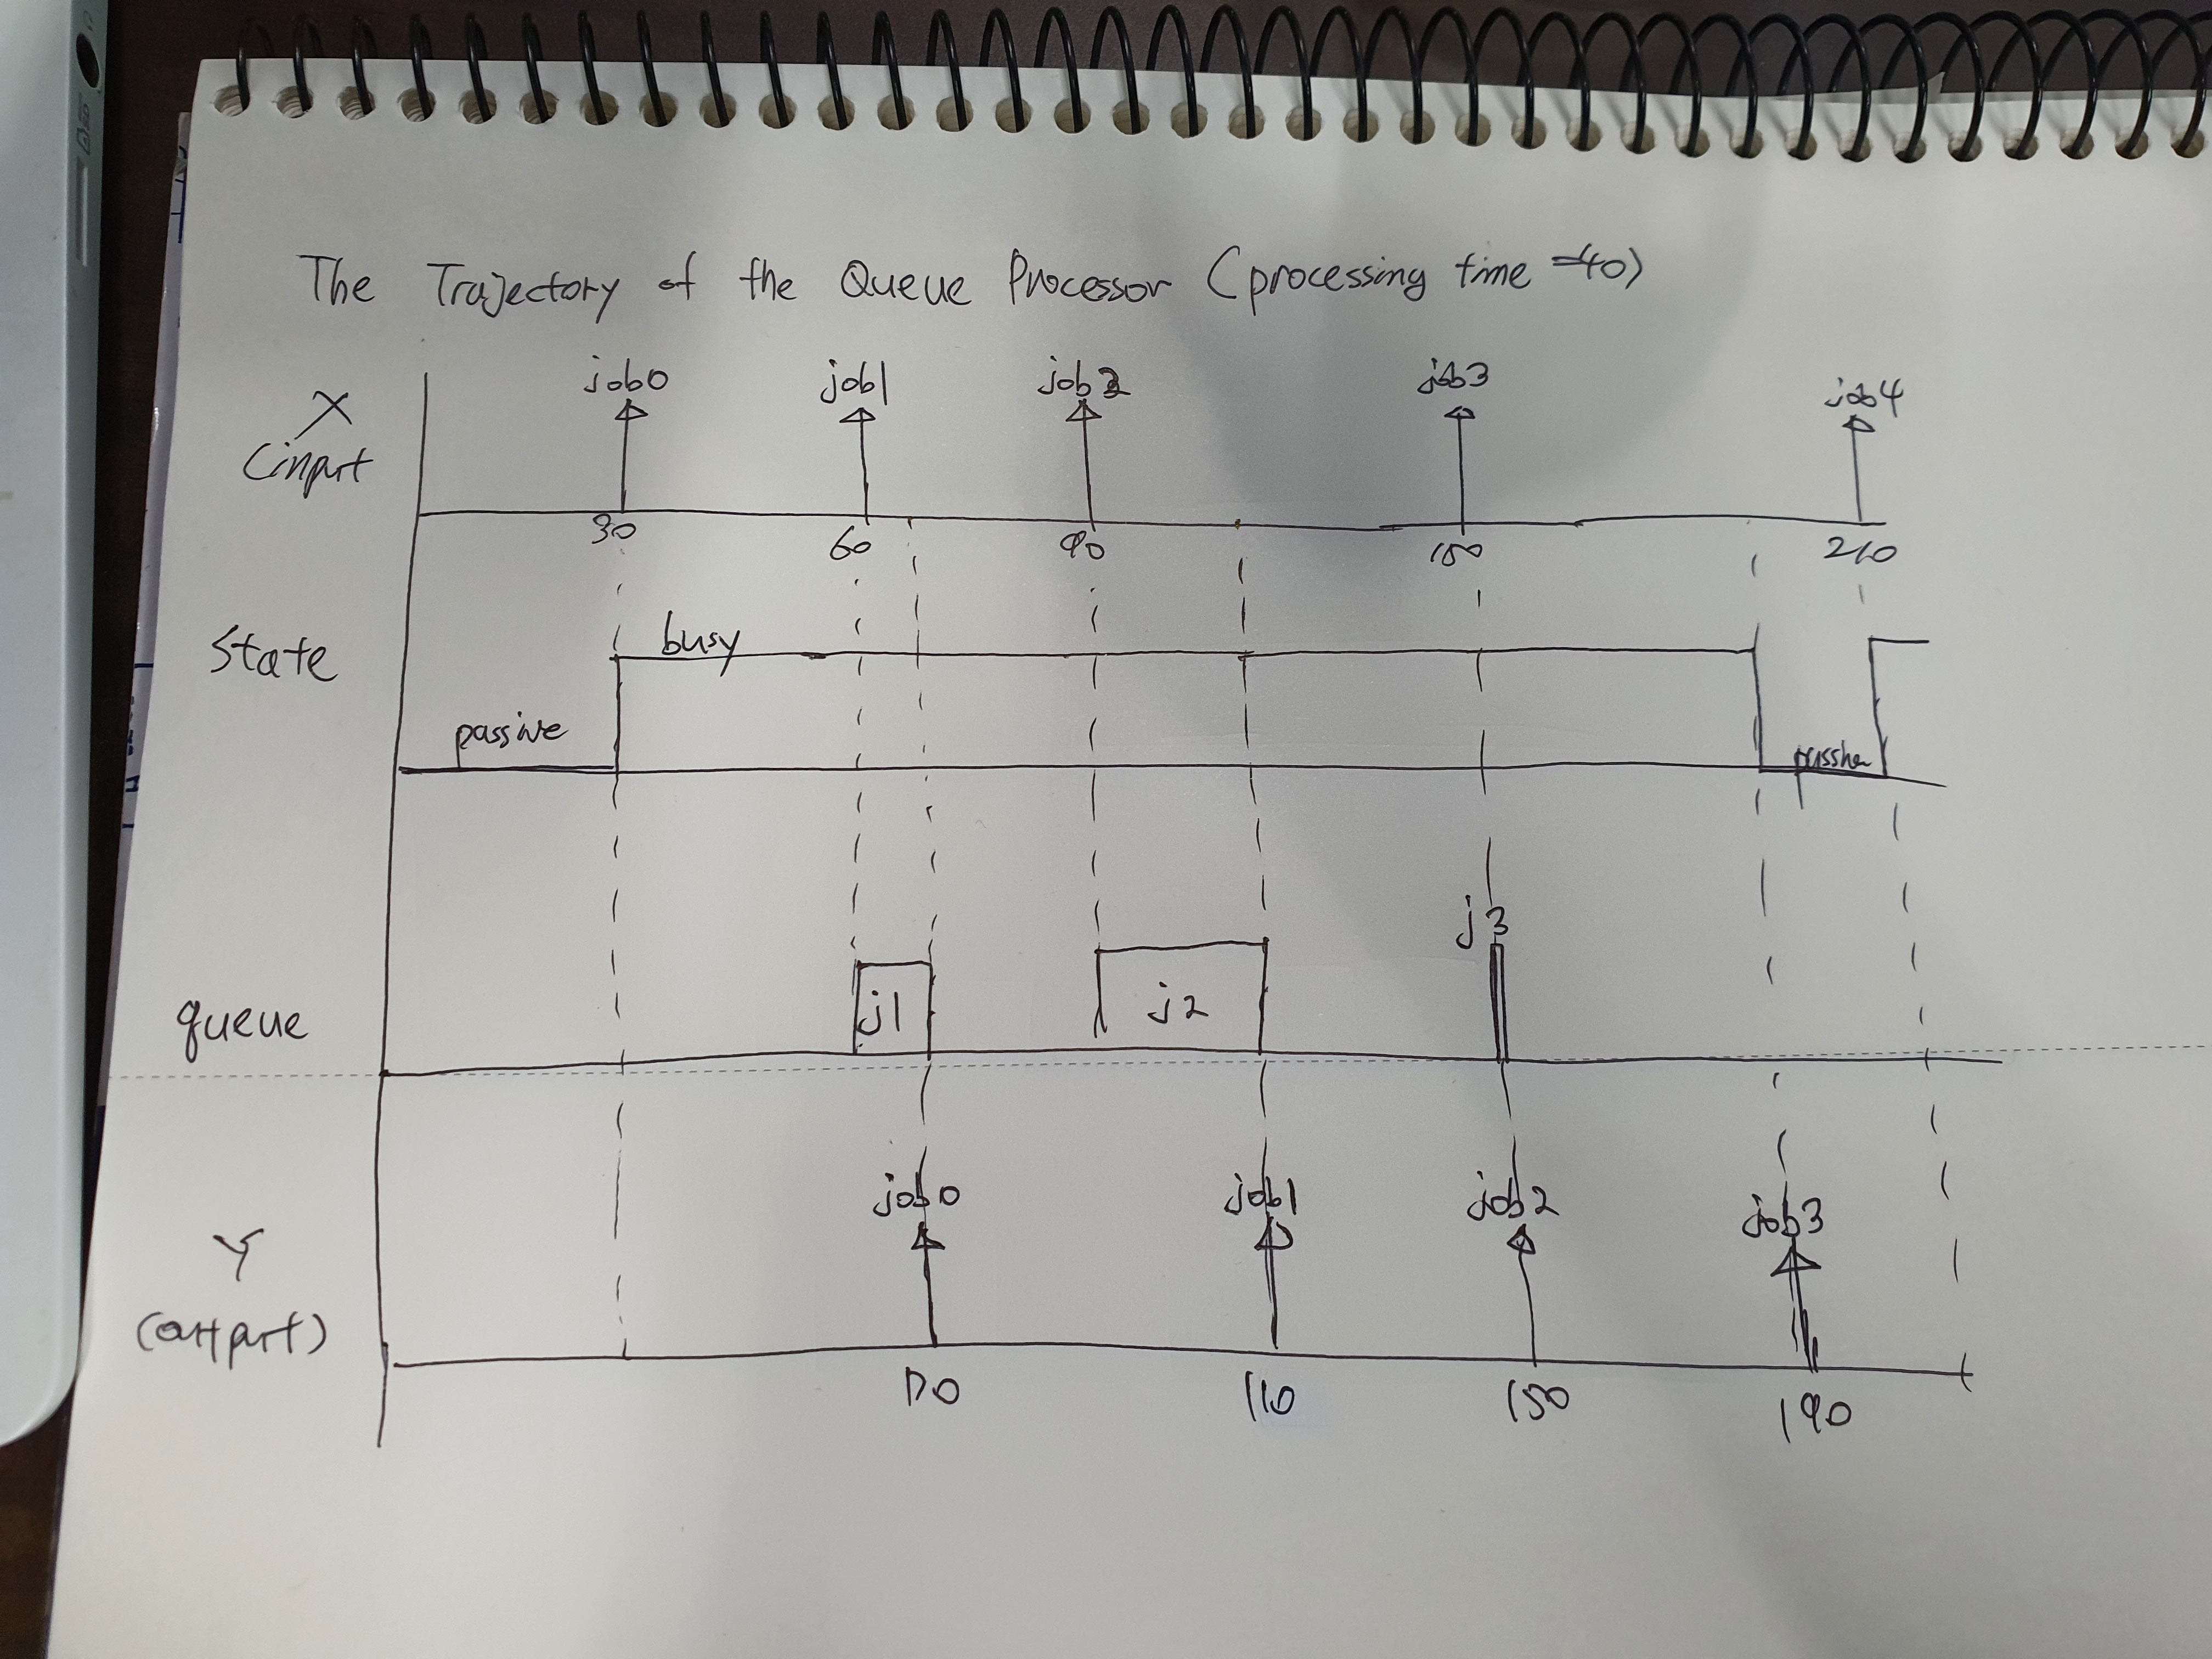 The Trajectory of the Queue Processor (processing time = 40)
job0 job1 job2 job3 job4
X
(input
30 60 90 150 210
State
busy
passive
j3
queue
j1 j2
job0 job1 job2 job3
Y
(output)
70 110 150 190